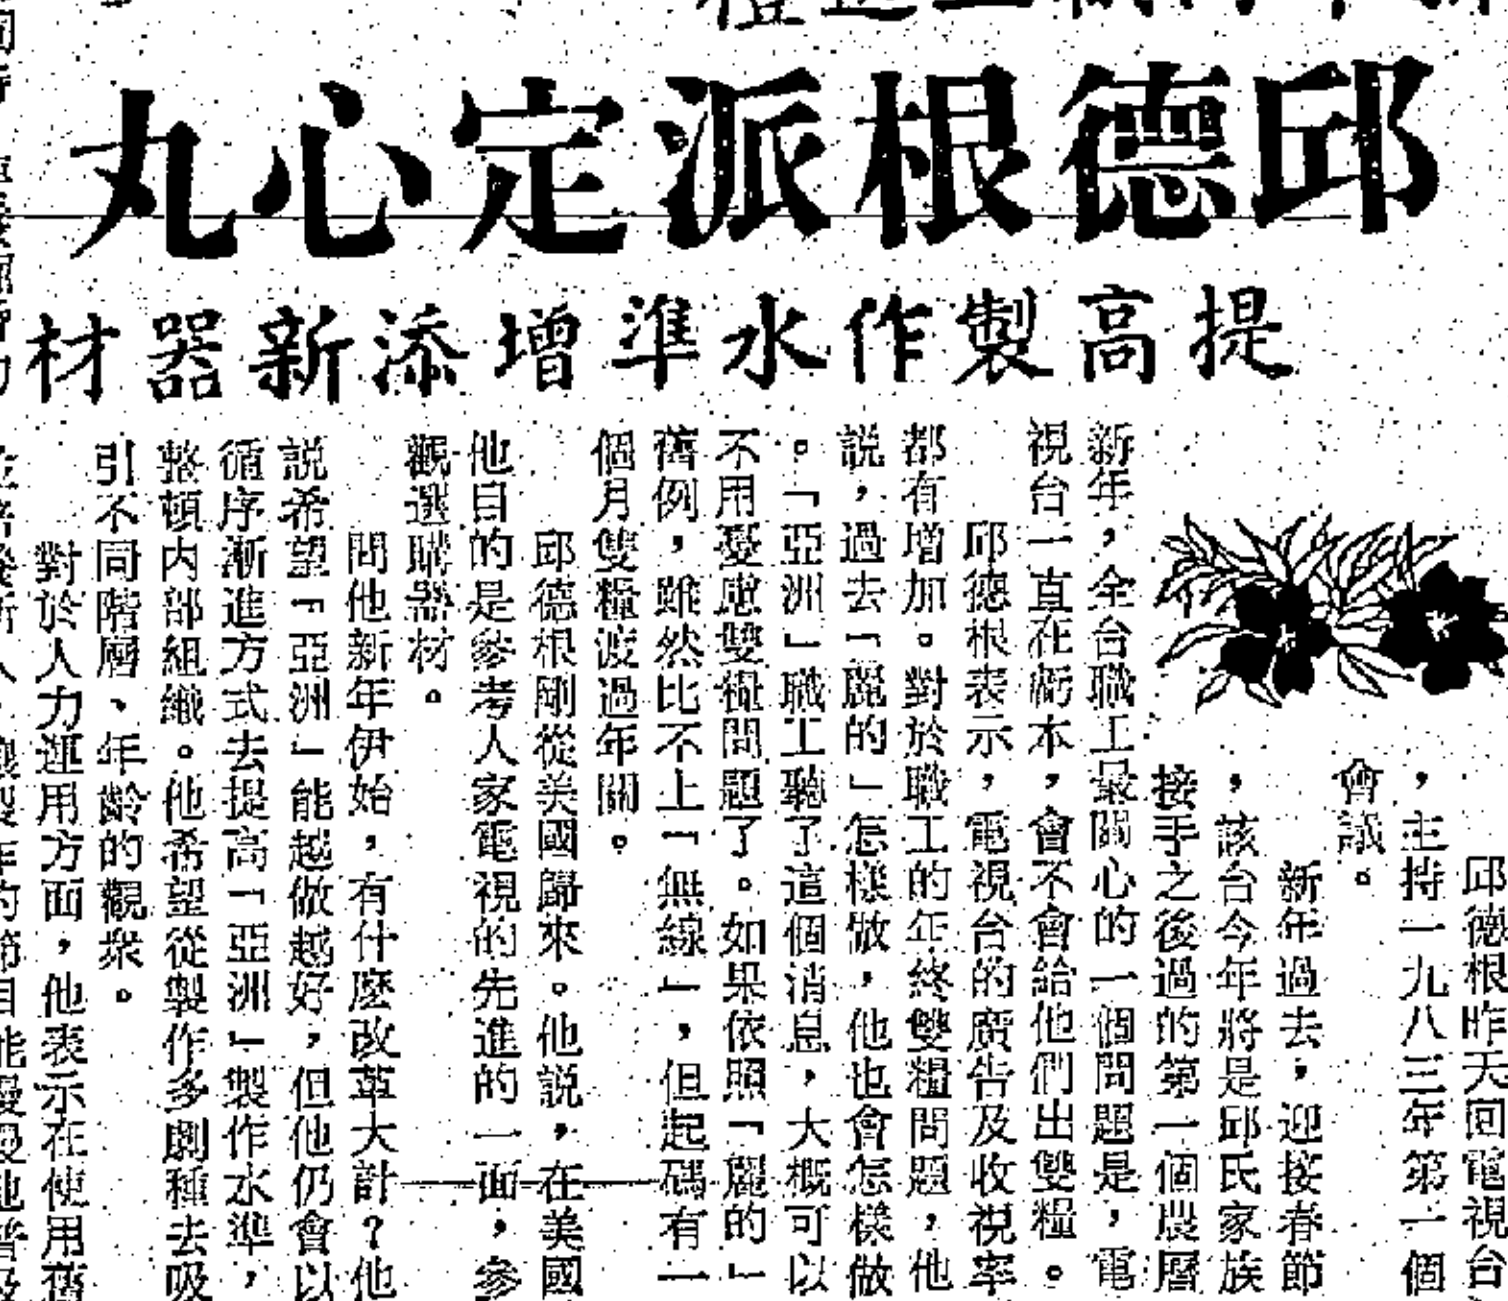 邱德根派定心丸
提高製作水準增添新器材
邱德根昨天回電視台
，主持一九八三年第一個
會議。
新年過去，迎接春節
，該台今年將是邱氏家族
接手之後過的第一個農曆
新年，全台職工最關心的一個問題是，電
視台一直在虧本，會不會給他們出雙糧。
邱德根表示，電視台的廣告及收視率
都有增加。對於職工的年終雙糧問題，他
說，過去「麗的」怎樣做，他也會怎樣做
。「亞洲」職工聽了這個消息，大概可以
不用憂慮雙糧問題了。如果依照「麗的」
舊例，雖然比不上「無線」，但起碼有一
個月雙糧渡過年關。
邱德根剛從美國歸來。他說，在美國
他目的是參考人家電視的先進的一面，參
觀選購器材。
問他新年伊始，有什麼改革大計？他
說希望「亞洲」能越做越好，但他仍會以
循序漸進方式去提高「亞洲」製作水準，
整頓內部組織。他希望從製作多劇種去吸
引不同階層、年齡的觀衆。
對於人力運用方面，他表示在使用舊